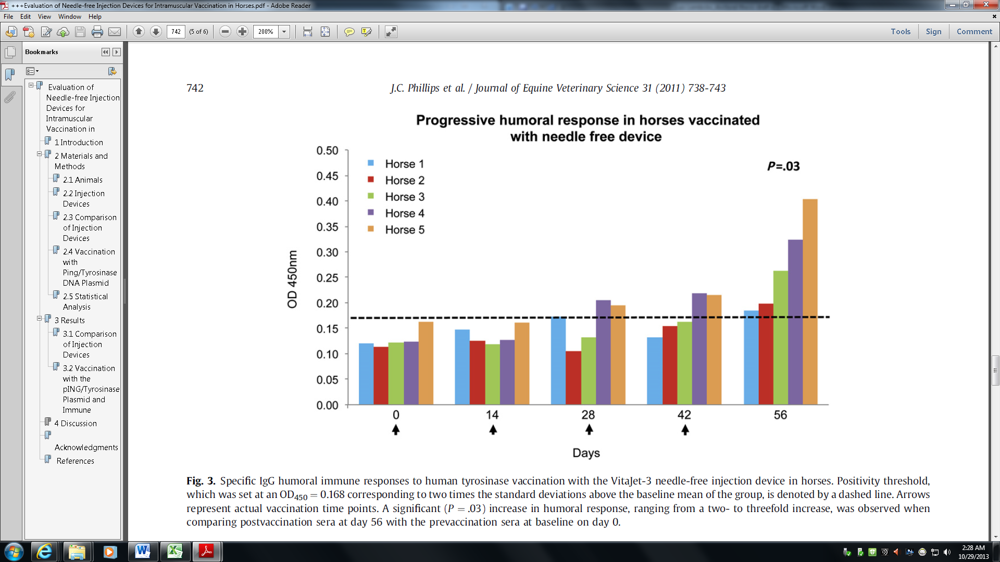 +++Evaluation of Needle-free Injection Devices for Intramuscular Vaccination in Horses.pdf - Adobe Reader
File Edit View Window Help
742 (5 of 6) 200% Tools Sign Comment
Bookmarks
Evaluation of
Needle-free Injection
Devices for
Intramuscular
Vaccination in
1 Introduction
2 Materials and
Methods
2.1 Animals
2.2 Injection
Devices
2.3 Comparison
of Injection
Devices
2.4 Vaccination
with
Ping/Tyrosinase
DNA Plasmid
2.5 Statistical
Analysis
3 Results
3.1 Comparison
of Injection
Devices
3.2 Vaccination
with the
pING/Tyrosinase
Plasmid and
Immune
4 Discussion
Acknowledgments
References
742 J.C. Phillips et al. / Journal of Equine Veterinary Science 31 (2011) 738-743
Progressive humoral response in horses vaccinated
with needle free device
0.50
0.45
0.40
0.35
0.30
0.25
0.20
0.15
0.10
0.05
0.00
OD 450nm
Horse 1
Horse 2
Horse 3
Horse 4
Horse 5
P=.03
0 14 28 42 56
Days
Fig. 3. Specific IgG humoral immune responses to human tyrosinase vaccination with the VitaJet-3 needle-free injection device in horses. Positivity threshold,
which was set at an OD450 = 0.168 corresponding to two times the standard deviations above the baseline mean of the group, is denoted by a dashed line. Arrows
represent actual vaccination time points. A significant (P = .03) increase in humoral response, ranging from a two- to threefold increase, was observed when
comparing postvaccination sera at day 56 with the prevaccination sera at baseline on day 0.
2:28 AM
10/29/2013